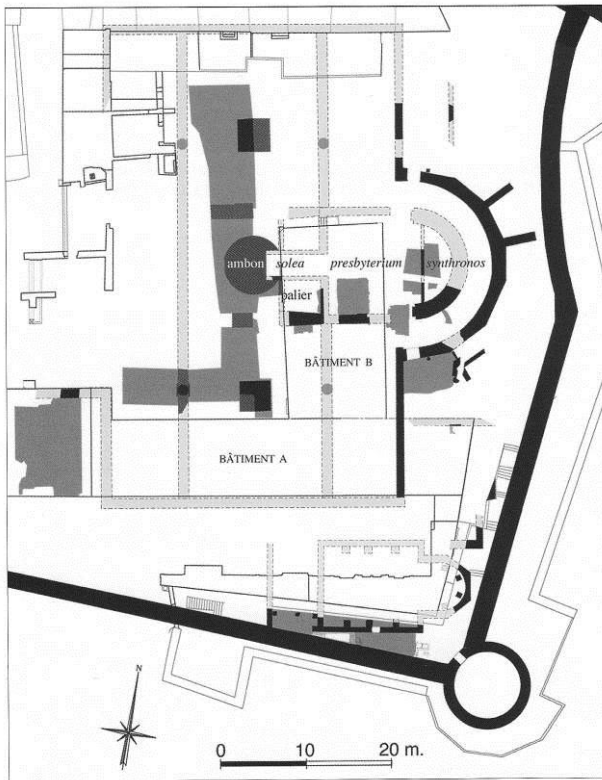 ambon solea presbyterium synthronos
palier
BÂTIMENT B
BÂTIMENT A
N
0 10 20 m.